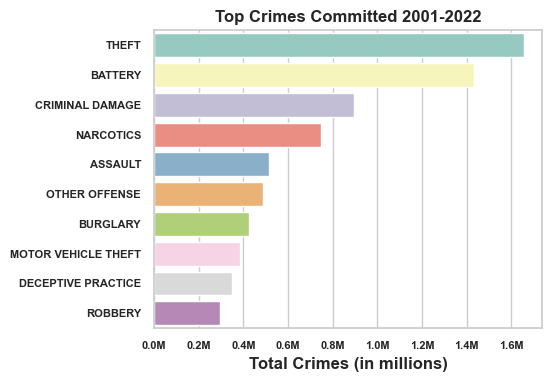 Top Crimes Committed 2001-2022
THEFT
BATTERY
CRIMINAL DAMAGE
NARCOTICS
ASSAULT
OTHER OFFENSE
BURGLARY
MOTOR VEHICLE THEFT
DECEPTIVE PRACTICE
ROBBERY
0.0M 0.2M 0.4M 0.6M 0.8M 1.0M 1.2M 1.4M 1.6M
Total Crimes (in millions)